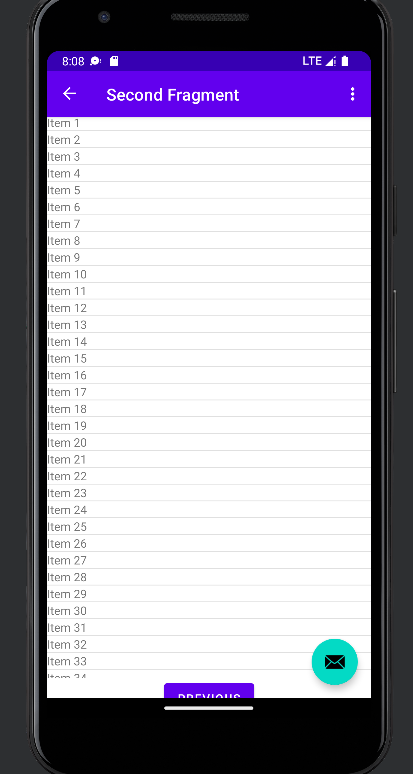 8:08 LTE
Second Fragment
Item 1
Item 2
Item 3
Item 4
Item 5
Item 6
Item 7
Item 8
Item 9
Item 10
Item 11
Item 12
Item 13
Item 14
Item 15
Item 16
Item 17
Item 18
Item 19
Item 20
Item 21
Item 22
Item 23
Item 24
Item 25
Item 26
Item 27
Item 28
Item 29
Item 30
Item 31
Item 32
Item 33
Item 34
PREVIOUS